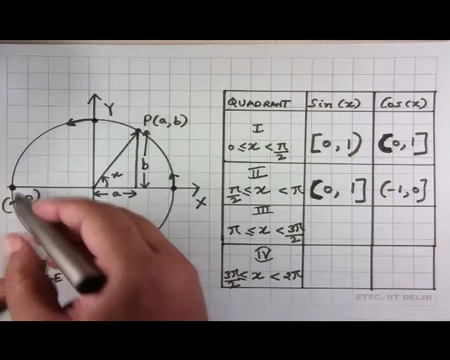 Y
P(a,b)
b
x
a
X
QUADRANT Sin(x) Cos(x)
I
0≤x<π/2 [0,1) (0,1]
II
π/2≤x<π (0,1] (-1,0]
III
π≤x<3π/2
IV
3π/2≤x<2π
ETSC, IIT DELHI